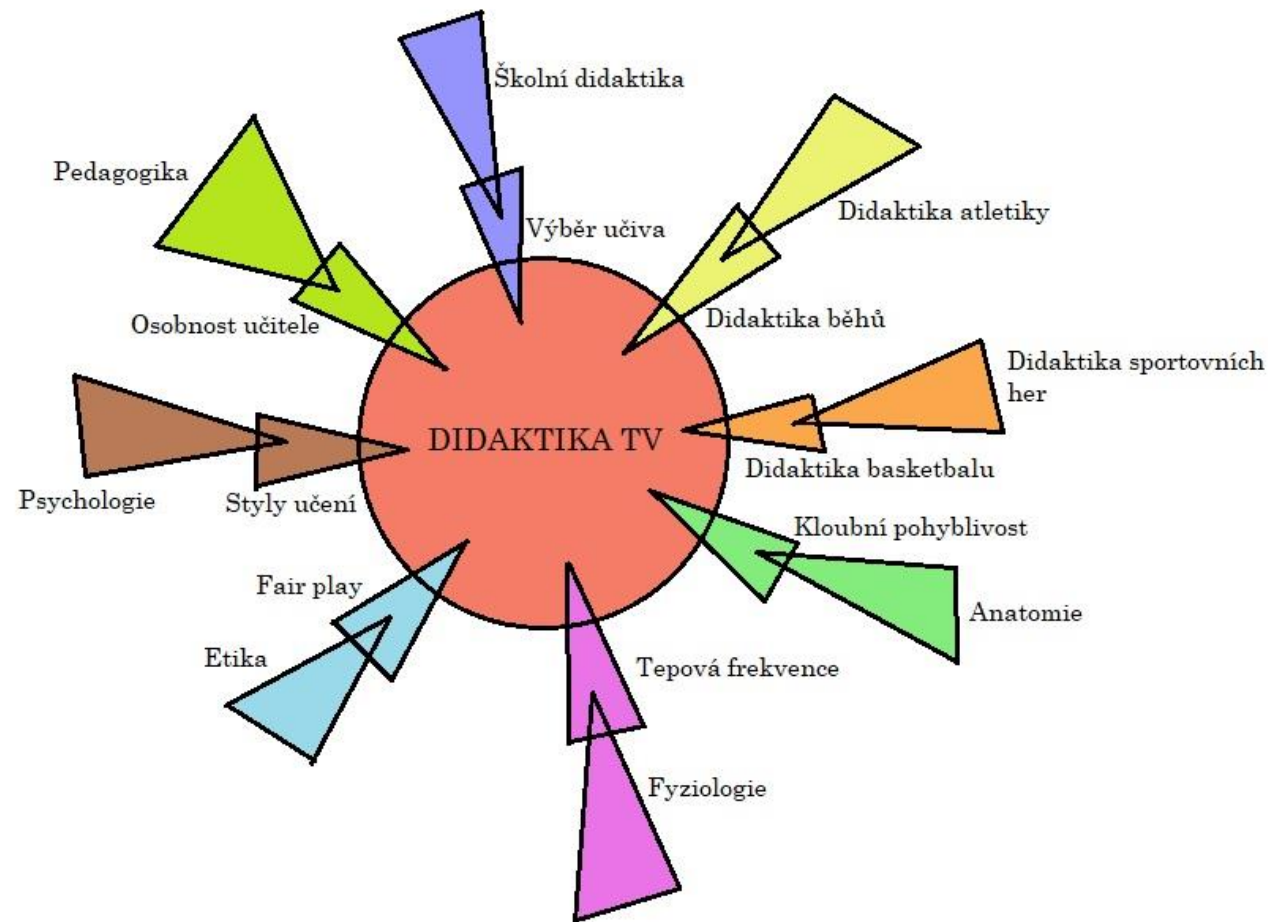 Školní didaktika
Pedagogika
Didaktika atletiky
Výběr učiva
Osobnost učitele
Didaktika běhů
Didaktika sportovních
her
DIDAKTIKA TV
Didaktika basketbalu
Psychologie
Styly učení
Kloubní pohyblivost
Fair play
Anatomie
Etika
Tepová frekvence
Fyziologie